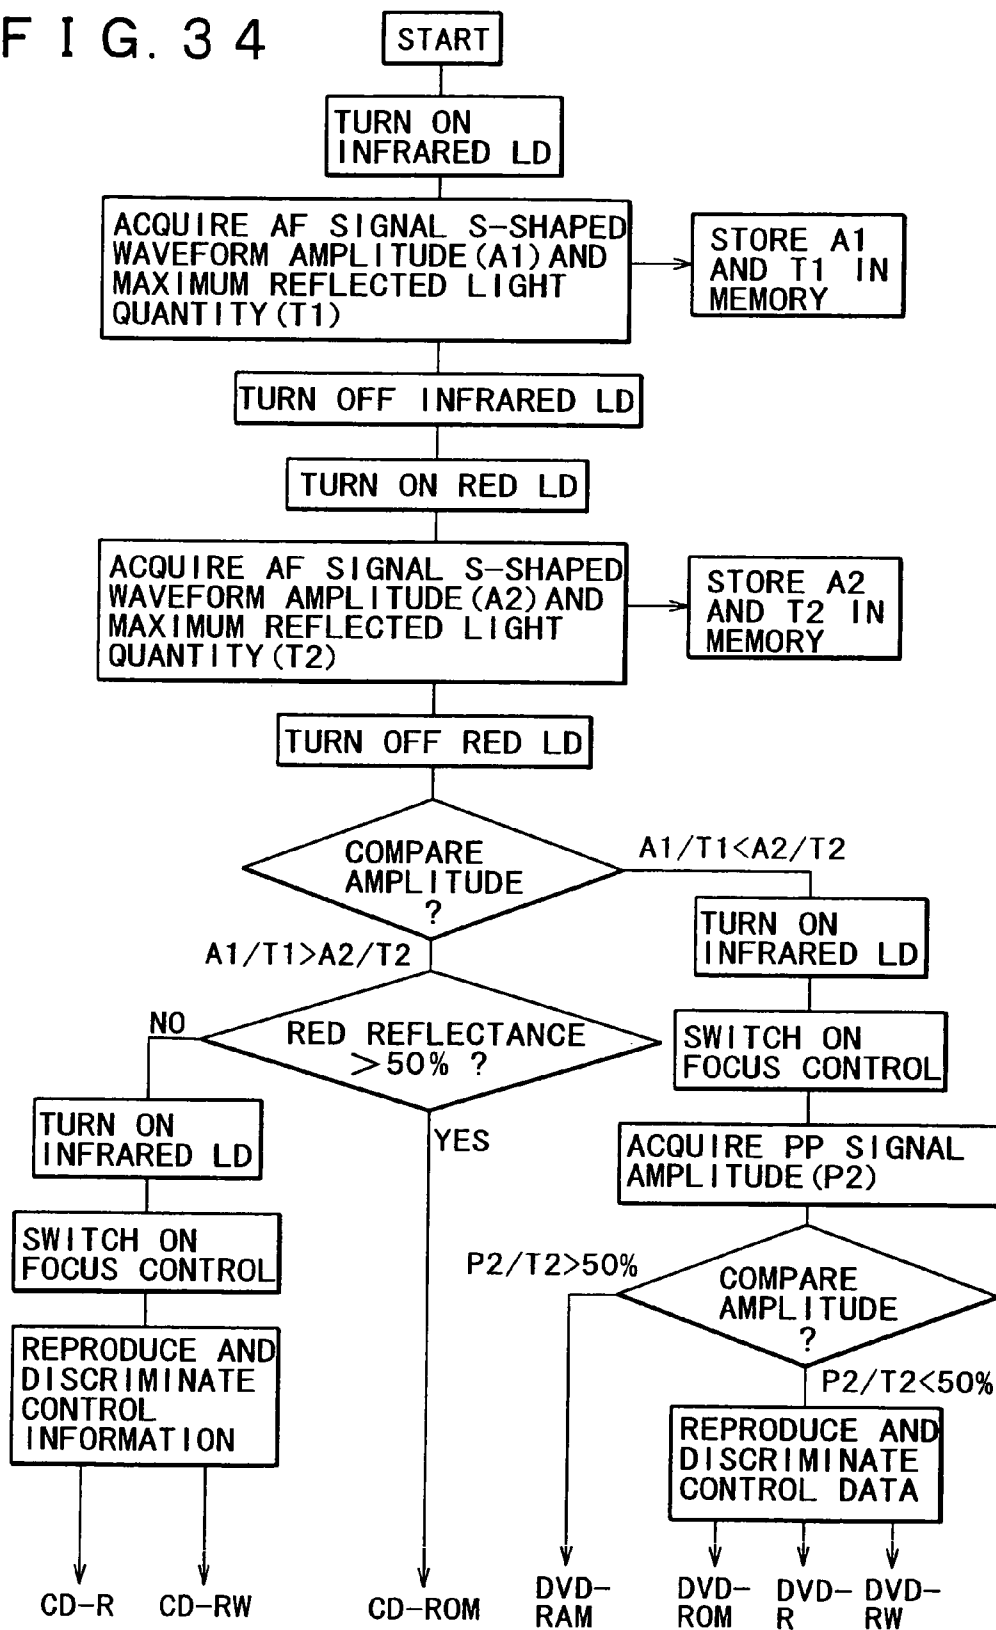 FIG. 34
START
TURN ON
INFRARED LD
ACQUIRE AF SIGNAL S-SHAPED
WAVEFORM AMPLITUDE(A1) AND
MAXIMUM REFLECTED LIGHT
QUANTITY(T1)
STORE A1
AND T1 IN
MEMORY
TURN OFF INFRARED LD
TURN ON RED LD
ACQUIRE AF SIGNAL S-SHAPED
WAVEFORM AMPLITUDE(A2) AND
MAXIMUM REFLECTED LIGHT
QUANTITY(T2)
STORE A2
AND T2 IN
MEMORY
TURN OFF RED LD
COMPARE
AMPLITUDE
?
A1/T1<A2/T2
A1/T1>A2/T2
TURN ON
INFRARED LD
RED REFLECTANCE
>50% ?
NO
YES
SWITCH ON
FOCUS CONTROL
TURN ON
INFRARED LD
ACQUIRE PP SIGNAL
AMPLITUDE(P2)
SWITCH ON
FOCUS CONTROL
P2/T2>50%
COMPARE
AMPLITUDE
?
P2/T2<50%
REPRODUCE AND
DISCRIMINATE
CONTROL
INFORMATION
REPRODUCE AND
DISCRIMINATE
CONTROL DATA
CD-R
CD-RW
CD-ROM
DVD-
RAM
DVD-
ROM
DVD-
R
DVD-
RW